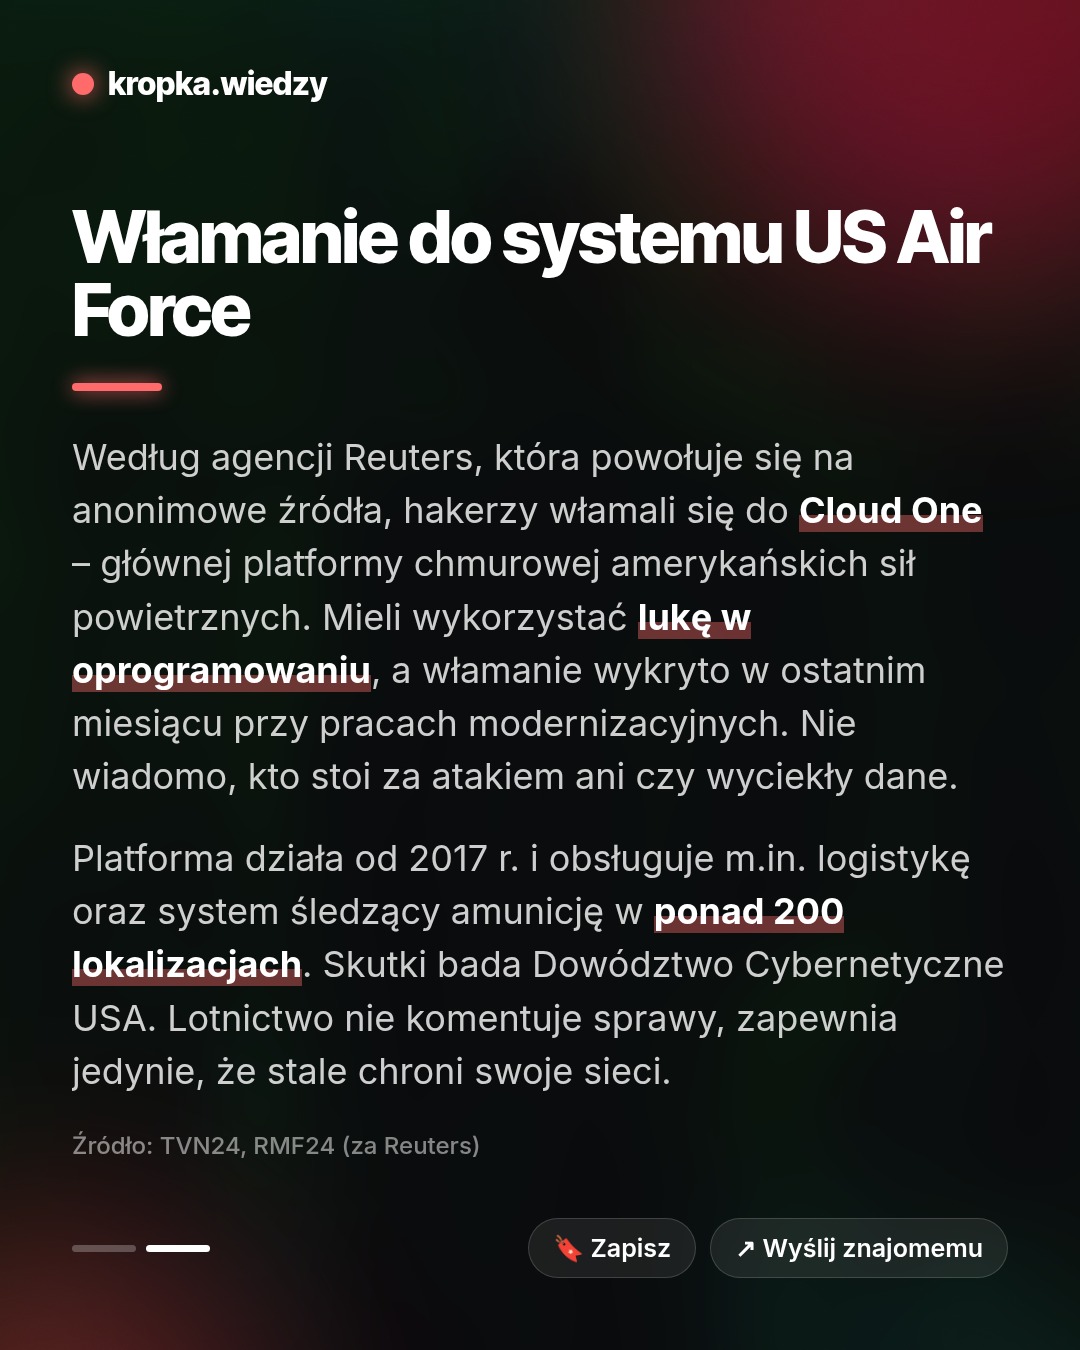 kropka.wiedzy
Włamanie do systemu US Air
Force
Według agencji Reuters, która powołuje się na
anonimowe źródła, hakerzy włamali się do Cloud One
– głównej platformy chmurowej amerykańskich sił
powietrznych. Mieli wykorzystać lukę w
oprogramowaniu, a włamanie wykryto w ostatnim
miesiącu przy pracach modernizacyjnych. Nie
wiadomo, kto stoi za atakiem ani czy wyciekły dane.
Platforma działa od 2017 r. i obsługuje m.in. logistykę
oraz system śledzący amunicję w ponad 200
lokalizacjach. Skutki bada Dowództwo Cybernetyczne
USA. Lotnictwo nie komentuje sprawy, zapewnia
jedynie, że stale chroni swoje sieci.
Źródło: TVN24, RMF24 (za Reuters)
🔖 Zapisz
↗ Wyślij znajomemu